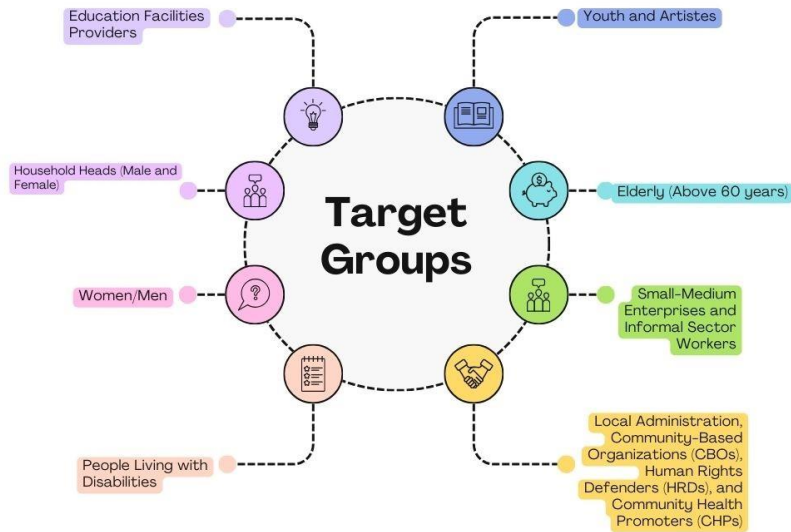 Education Facilities
Providers
Youth and Artistes
Household Heads (Male and
Female)
Target
Groups
Elderly (Above 60 years)
Women/Men
?
$
Small-Medium
Enterprises and
Informal Sector
Workers
People Living with
Disabilities
Local Administration,
Community-Based
Organizations (CBOs),
Human Rights
Defenders (HRDs), and
Community Health
Promoters (CHPs)